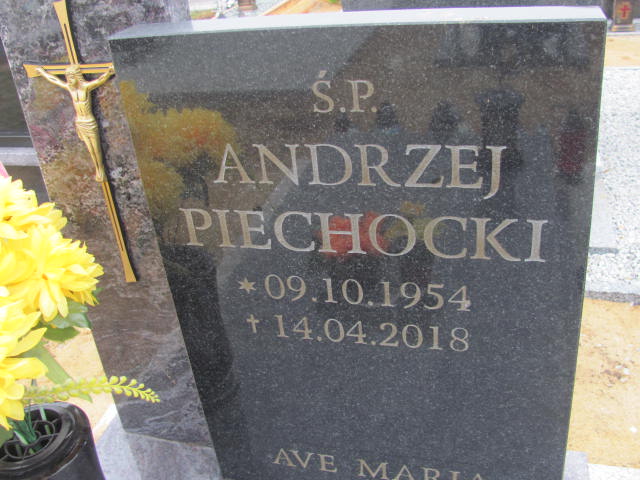 Ś.P.
ANDRZEJ
PIECHOCKI
* 09.10.1954
† 14.04.2018
AVE MARIA